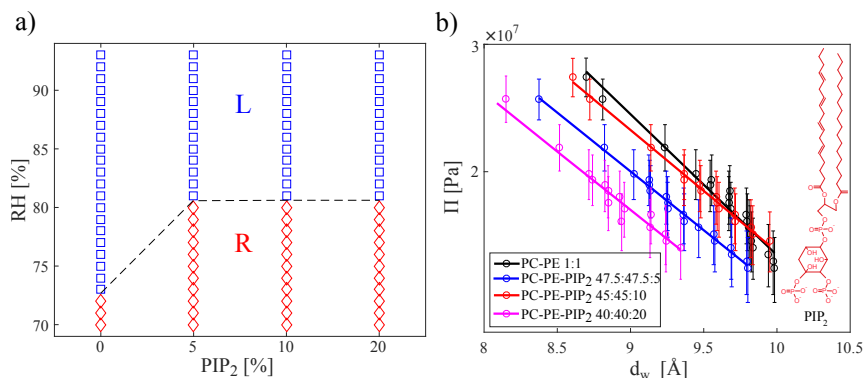 a)
RH [%]
90
85
80
75
70
L
R
0
5
10
20
PIP₂ [%]
b)
×10⁷
3
2
Π [Pa]
PC-PE 1:1
PC-PE-PIP₂ 47.5:47.5:5
PC-PE-PIP₂ 45:45:10
PC-PE-PIP₂ 40:40:20
8
8.5
9
9.5
10
10.5
d_w [Å]
PIP₂